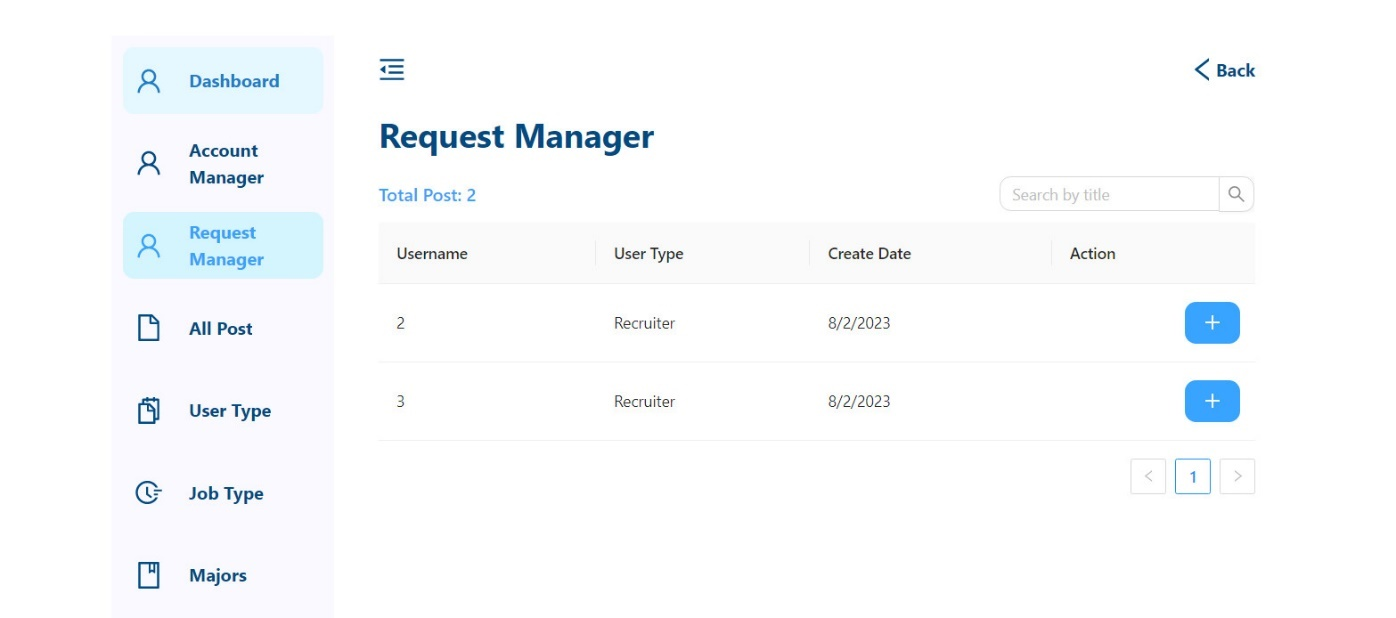 Dashboard
Account
Manager
Request
Manager
All Post
User Type
Job Type
Majors
Back
Request Manager
Total Post: 2
Search by title
Username User Type Create Date Action
2 Recruiter 8/2/2023 +
3 Recruiter 8/2/2023 +
< 1 >